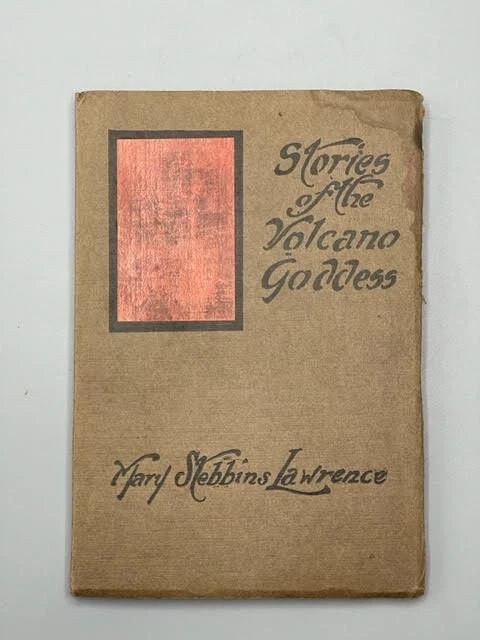 Stories
of the
Volcano
Goddess
Mary Stebbins Lawrence